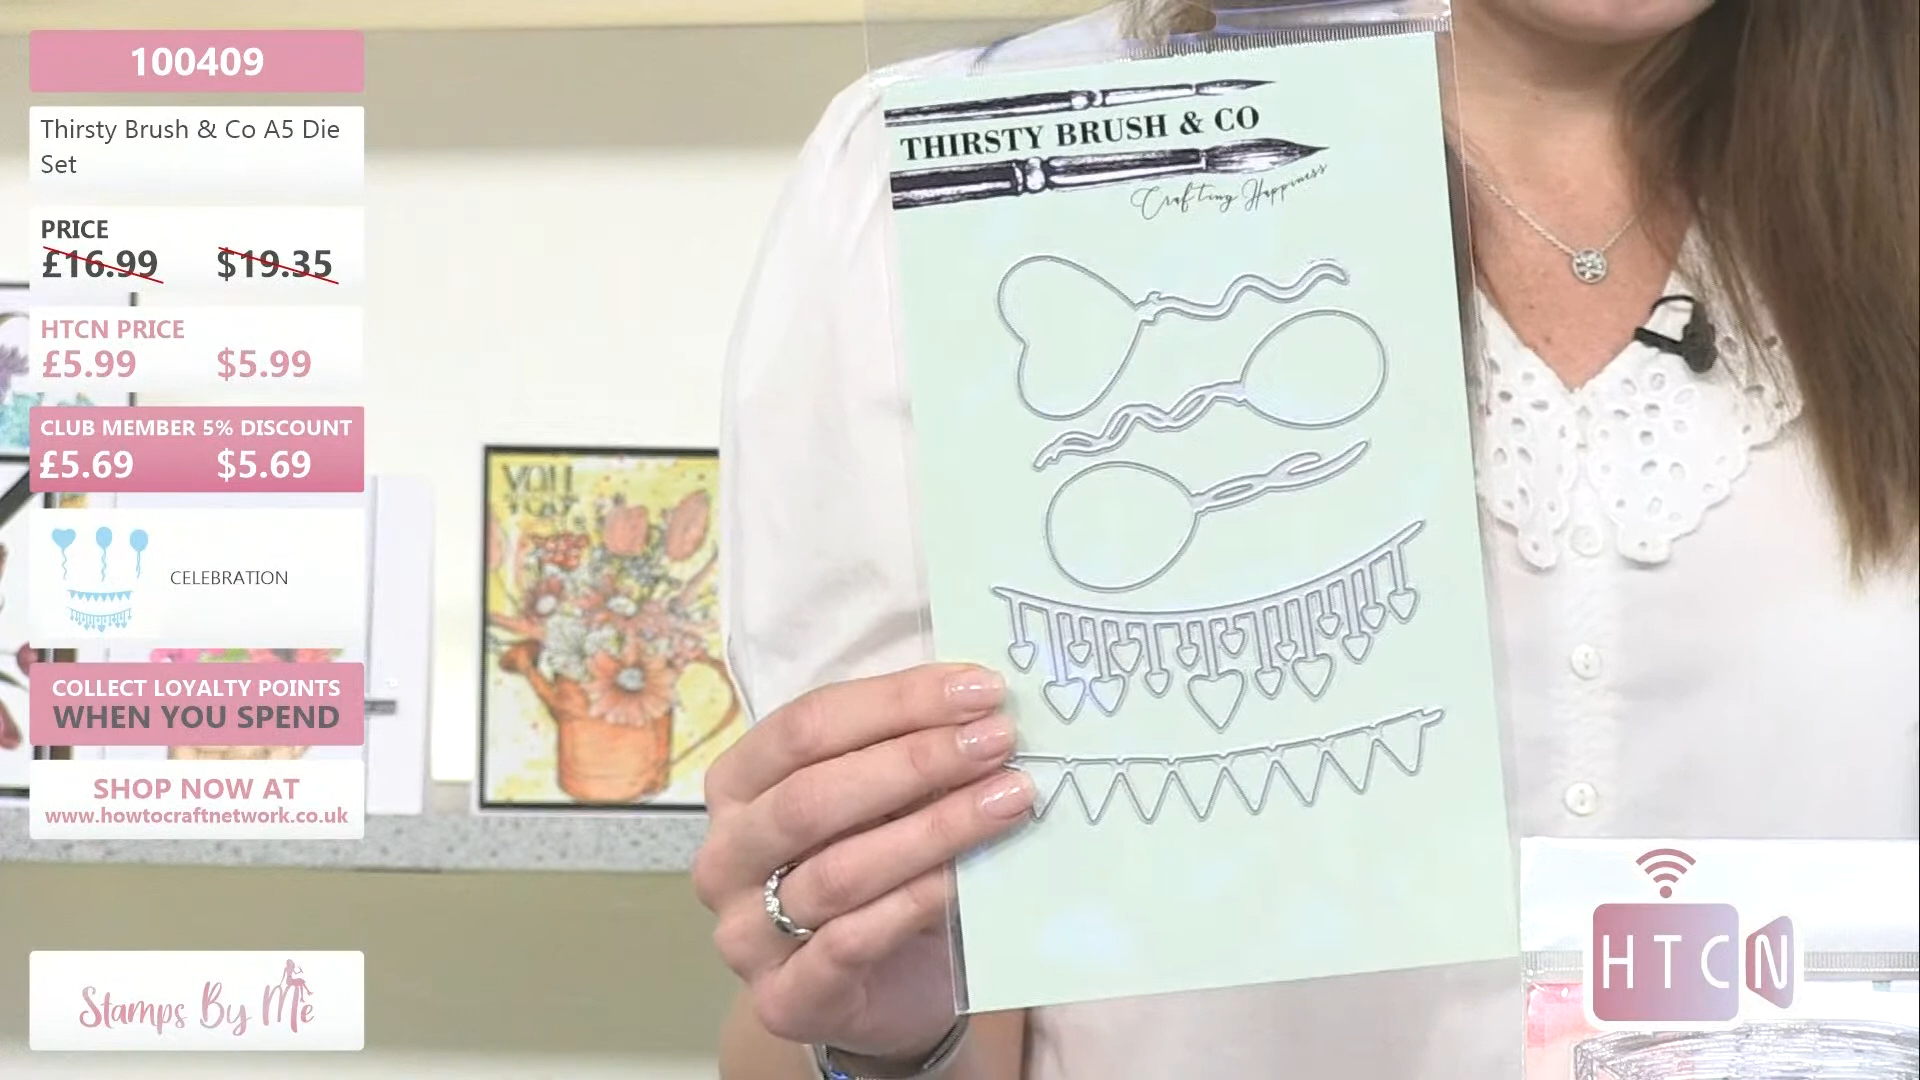 100409
Thirsty Brush & Co A5 Die
Set
PRICE
£16.99 $19.35
HTCN PRICE
£5.99 $5.99
CLUB MEMBER 5% DISCOUNT
£5.69 $5.69
CELEBRATION
COLLECT LOYALTY POINTS
WHEN YOU SPEND
SHOP NOW AT
www.howtocraftnetwork.co.uk
Stamps By Me
THIRSTY BRUSH & CO
Crafting Happiness
YOU
HTCN